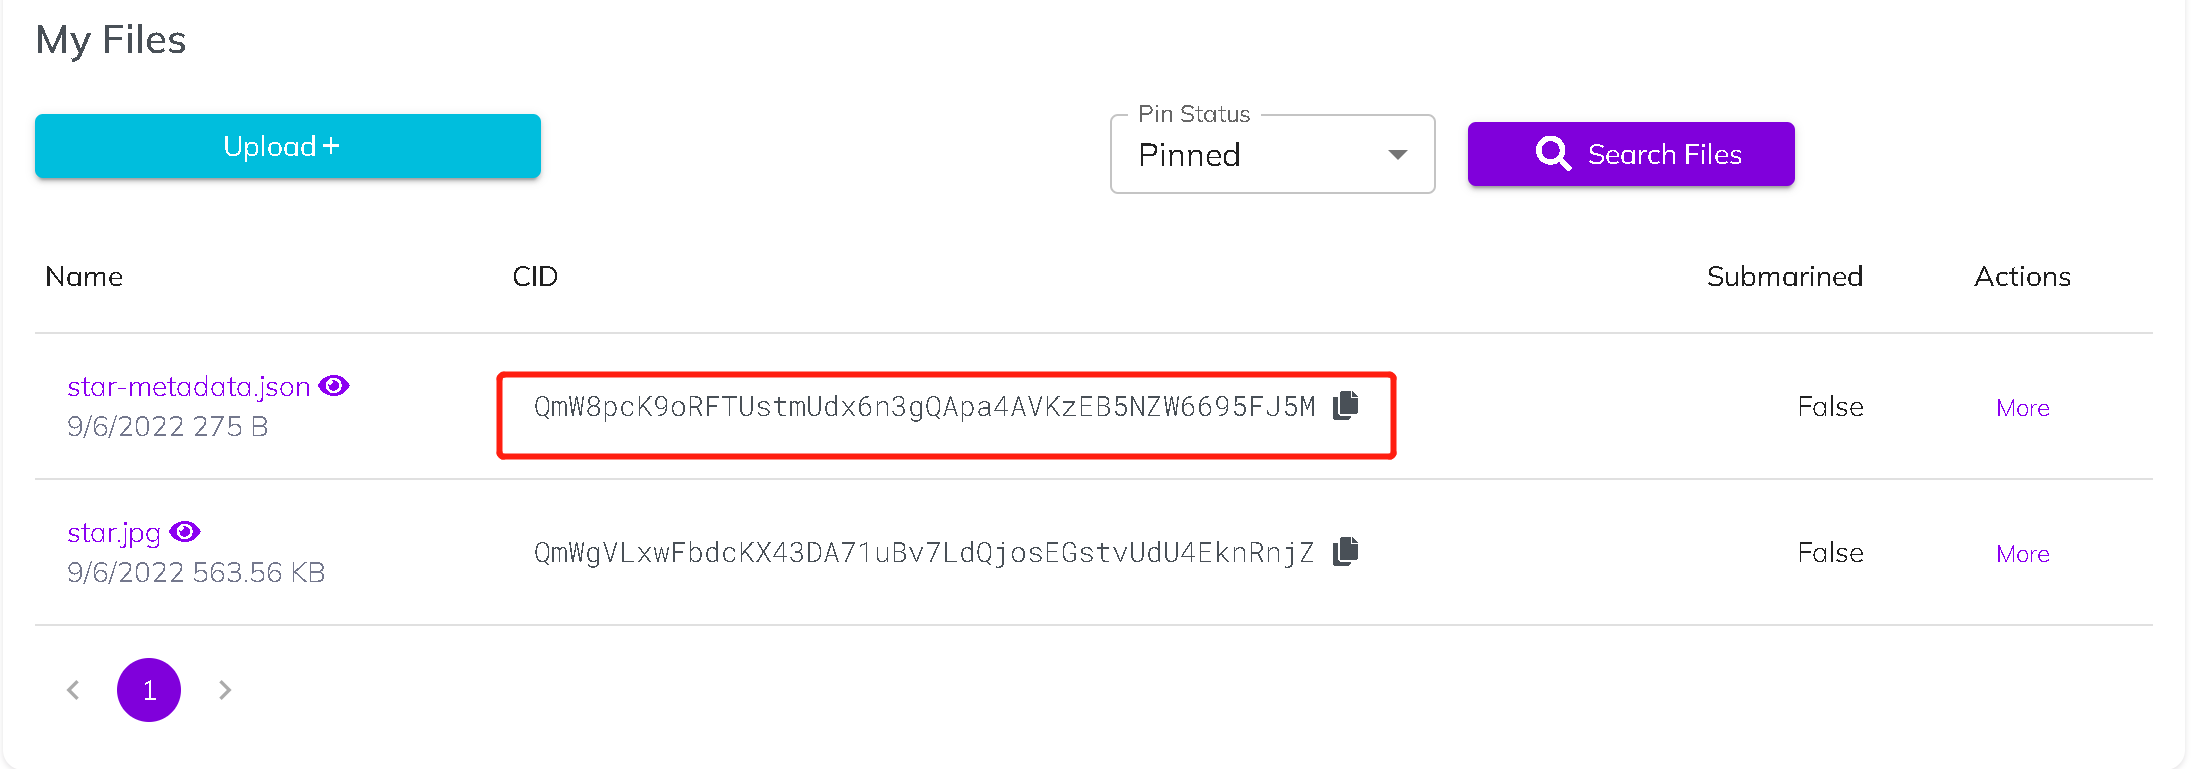 My Files
Upload +
Pin Status
Pinned
Search Files
Name CID Submarined Actions
star-metadata.json
QmW8pcK9oRFTUstmUdx6n3gQApa4AVKzEB5NZW6695FJ5M False More
9/6/2022 275 B
star.jpg
QmWgVLxwFbdcKX43DA71uBv7LdQjosEGstvUdU4EknRnjZ False More
9/6/2022 563.56 KB
1